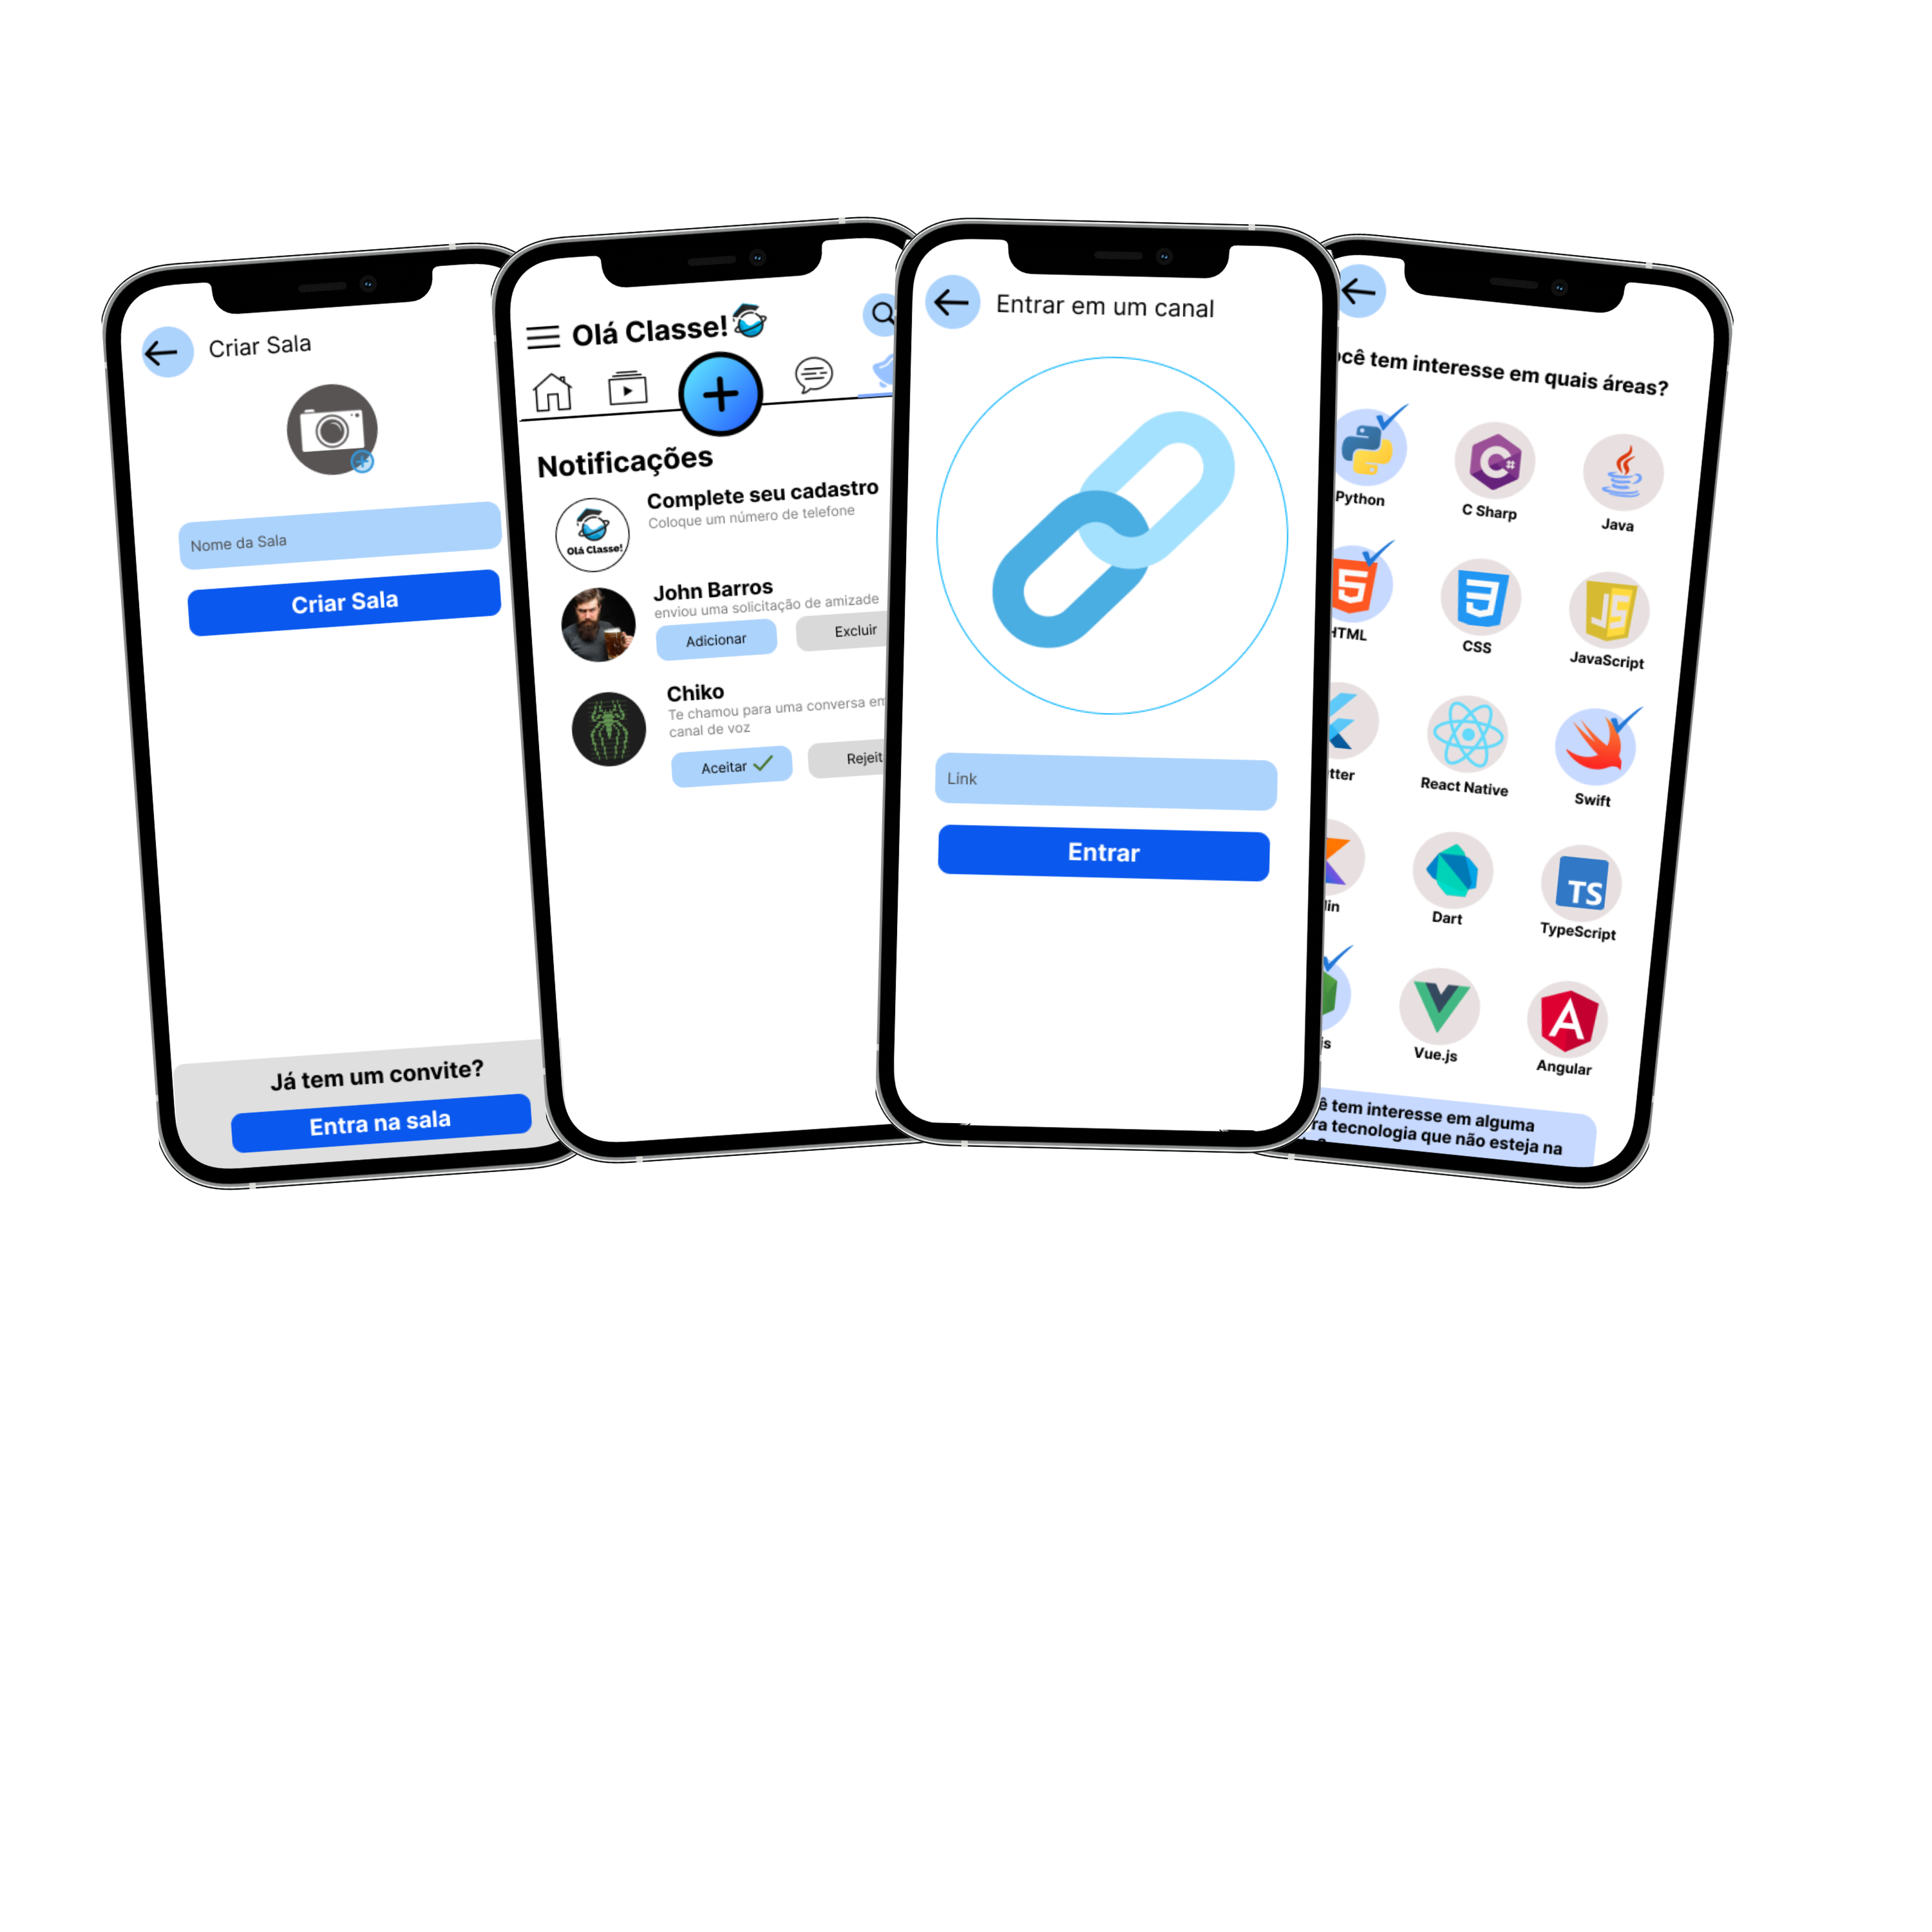 Criar Sala
Nome da Sala
Criar Sala
Já tem um convite?
Entra na sala
Olá Classe!
Notificações
Olá Classe!
Complete seu cadastro
Coloque um número de telefone
John Barros
enviou uma solicitação de amizade
Adicionar
Excluir
Chiko
Te chamou para uma conversa em
canal de voz
Aceitar
Rejeit
Entrar em um canal
Link
Entrar
ocê tem interesse em quais áreas?
Python
C Sharp
Java
5
HTML
CSS
JS
JavaScript
tter
React Native
Swift
lin
Dart
TS
TypeScript
js
Vue.js
A
Angular
ê tem interesse em alguma
ra tecnologia que não esteja na